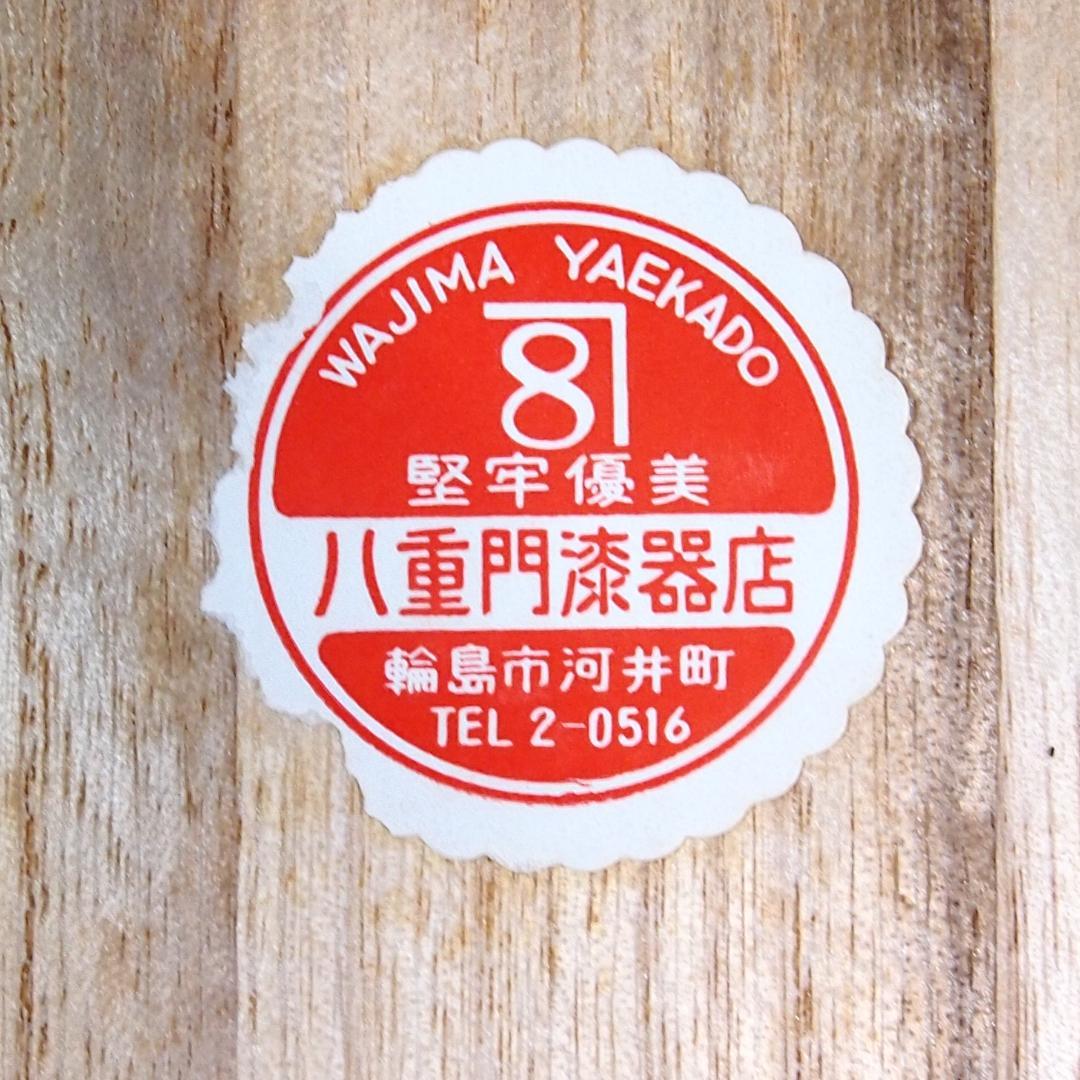 WAJIMA YAEKADO
8
堅牢優美
八重門漆器店
輪島市河井町
TEL 2-0516